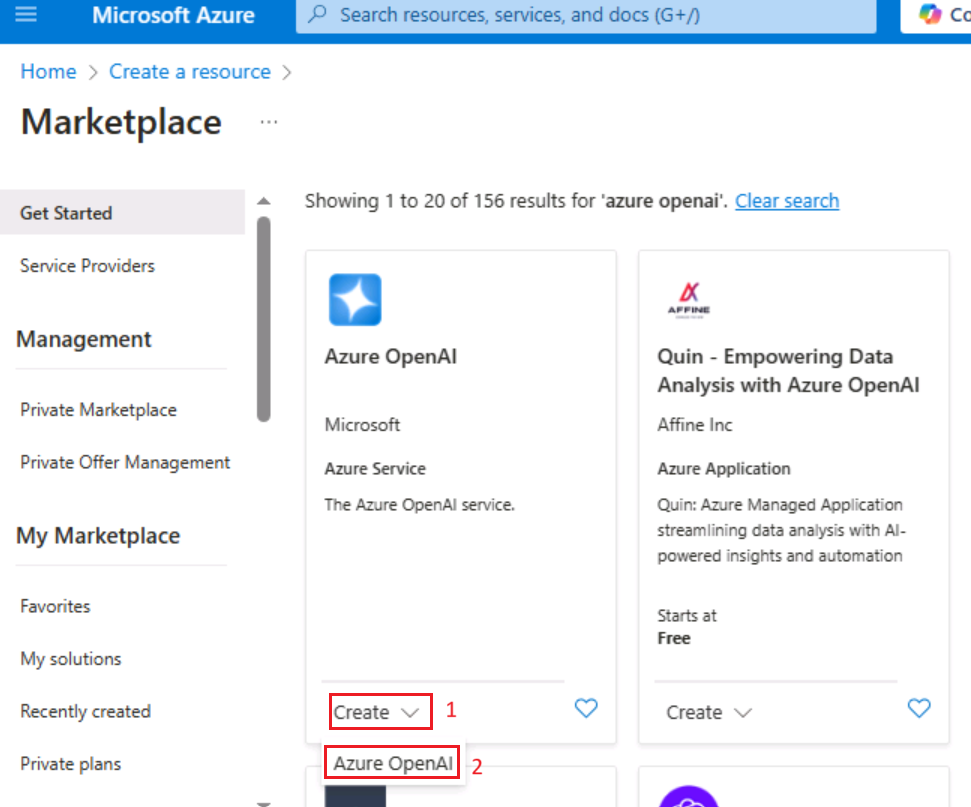 Microsoft Azure
Search resources, services, and docs (G+/)
Co
Home > Create a resource >
Marketplace ...
Get Started
Service Providers
Management
Private Marketplace
Private Offer Management
My Marketplace
Favorites
My solutions
Recently created
Private plans
Showing 1 to 20 of 156 results for 'azure openai'. Clear search
Azure OpenAI
Microsoft
Azure Service
The Azure OpenAI service.
Create
1
Azure OpenAI
2
AFFINE
Quin - Empowering Data
Analysis with Azure OpenAI
Affine Inc
Azure Application
Quin: Azure Managed Application
streamlining data analysis with AI-
powered insights and automation
Starts at
Free
Create